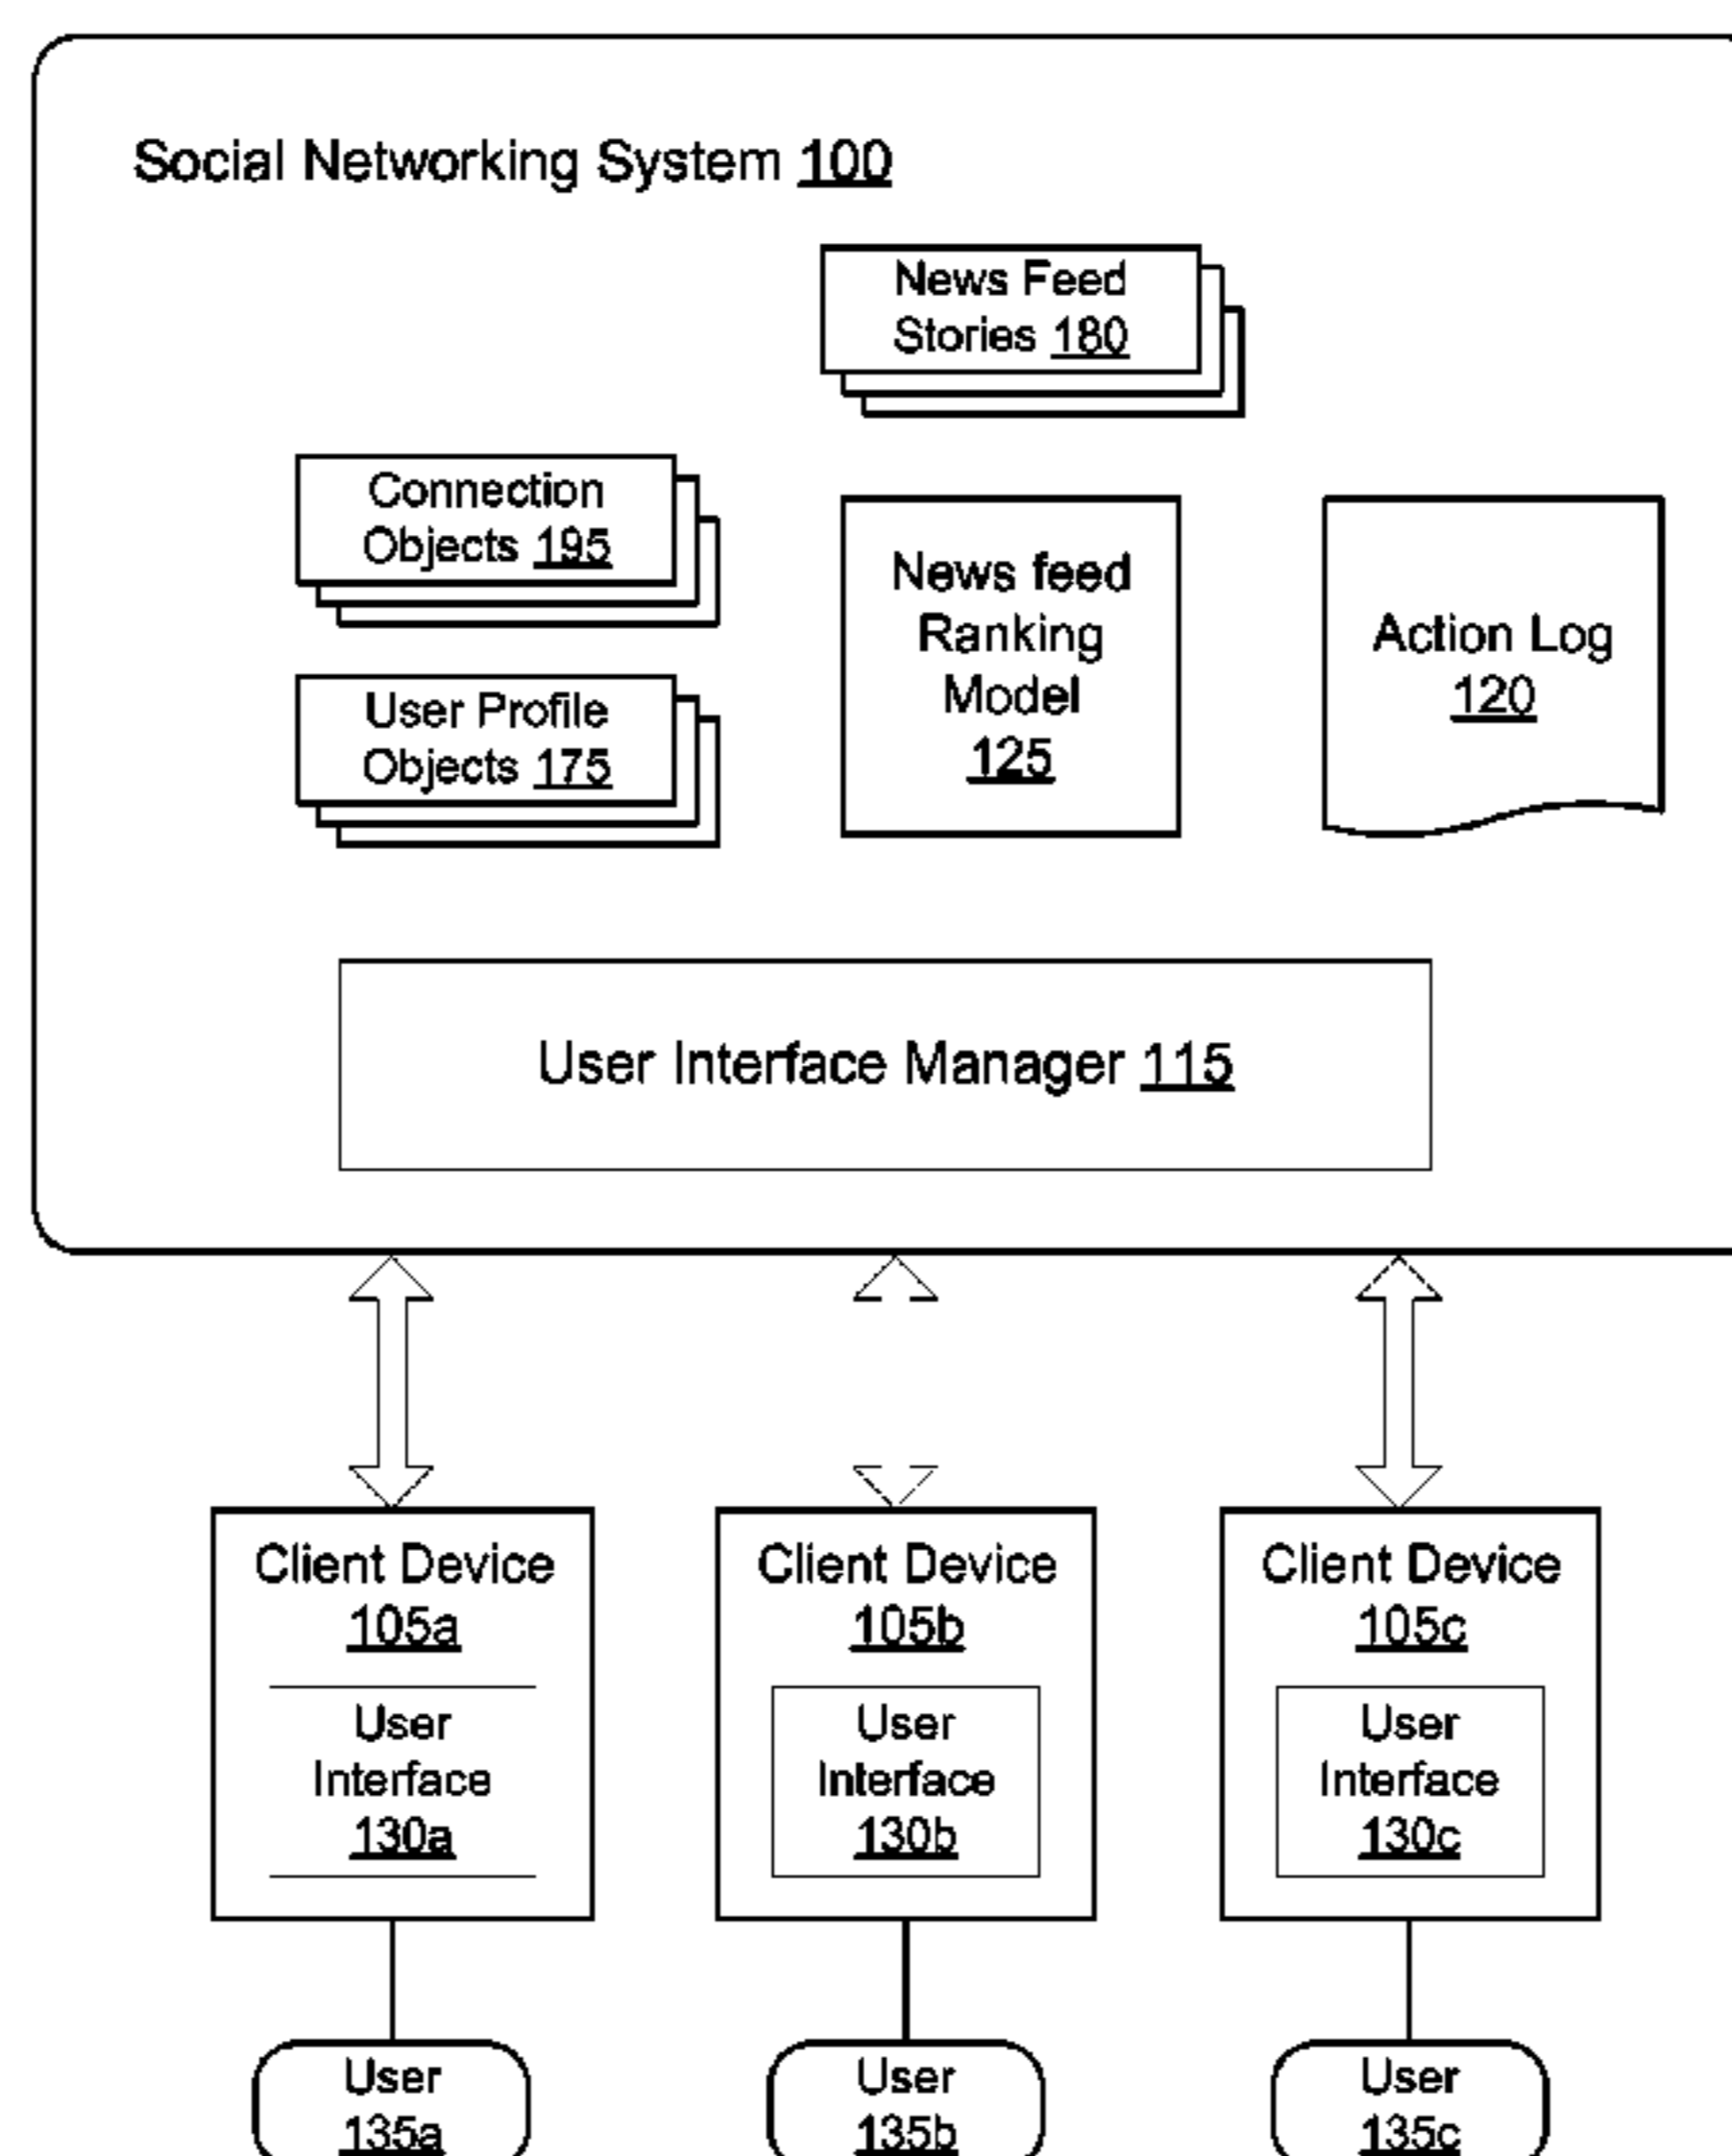 Social Networking System 100
News Feed
Stories 180
Connection
Objects 195
User Profile
Objects 175
News feed
Ranking
Model
125
Action Log
120
User Interface Manager 115
Client Device
105a
User
Interface
130a
Client Device
105b
User
Interface
130b
Client Device
105c
User
Interface
130c
User
135a
User
135b
User
135c